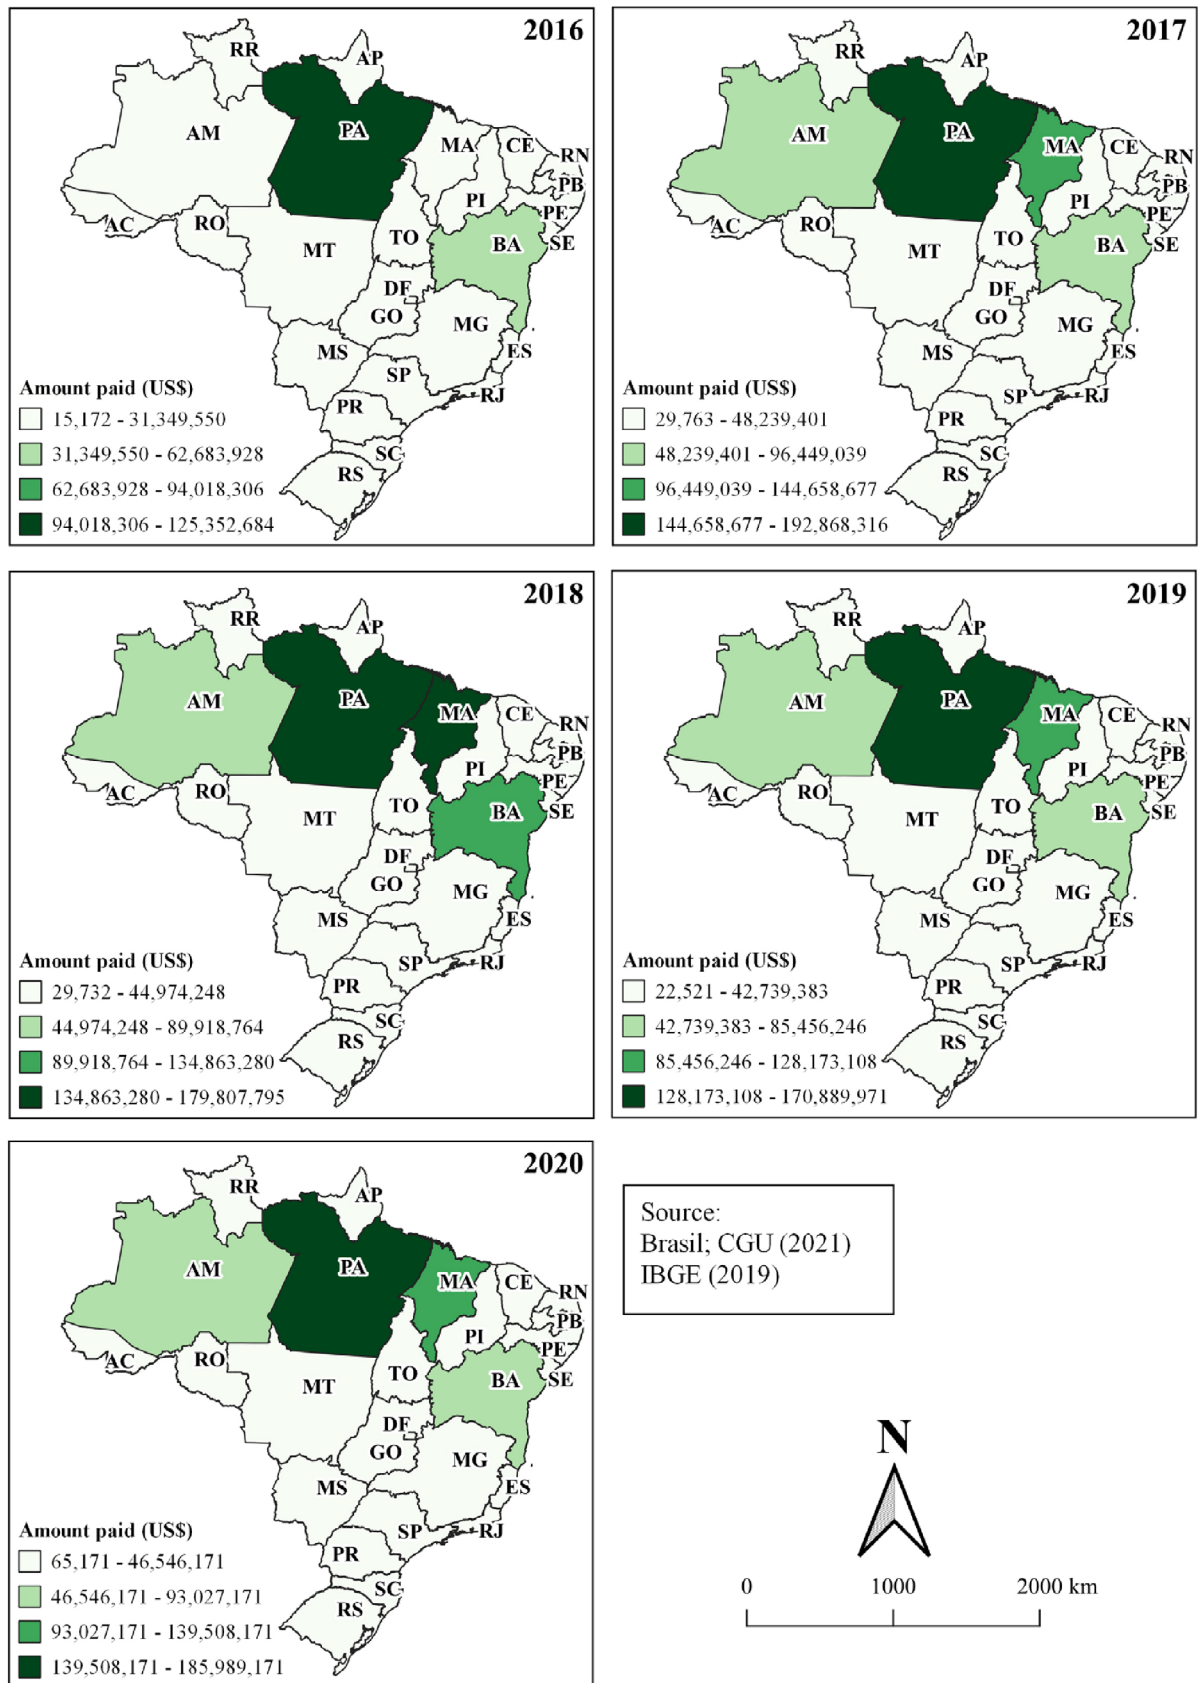 2016
RR
AP
AM
PA
MA
CE
RN
PB
PI
PE
AC
RO
TO
BA
SE
MT
DF
GO
MG
MS
ES
SP
RJ
PR
SC
RS
Amount paid (US$)
15,172 - 31,349,550
31,349,550 - 62,683,928
62,683,928 - 94,018,306
94,018,306 - 125,352,684
2017
RR
AP
AM
PA
MA
CE
RN
PB
PI
PE
AC
RO
TO
BA
SE
MT
DF
GO
MG
MS
ES
SP
RJ
PR
SC
RS
Amount paid (US$)
29,763 - 48,239,401
48,239,401 - 96,449,039
96,449,039 - 144,658,677
144,658,677 - 192,868,316
2018
RR
AP
AM
PA
MA
CE
RN
PB
PI
PE
AC
RO
TO
BA
SE
MT
DF
GO
MG
MS
ES
SP
RJ
PR
SC
RS
Amount paid (US$)
29,732 - 44,974,248
44,974,248 - 89,918,764
89,918,764 - 134,863,280
134,863,280 - 179,807,795
2019
RR
AP
AM
PA
MA
CE
RN
PB
PI
PE
AC
RO
TO
BA
SE
MT
DF
GO
MG
MS
ES
SP
RJ
PR
SC
RS
Amount paid (US$)
22,521 - 42,739,383
42,739,383 - 85,456,246
85,456,246 - 128,173,108
128,173,108 - 170,889,971
2020
RR
AP
AM
PA
MA
CE
RN
PB
PI
PE
AC
RO
TO
BA
SE
MT
DF
GO
MG
MS
ES
SP
RJ
PR
SC
RS
Amount paid (US$)
65,171 - 46,546,171
46,546,171 - 93,027,171
93,027,171 - 139,508,171
139,508,171 - 185,989,171
Source:
Brasil; CGU (2021)
IBGE (2019)
N
0 1000 2000 km